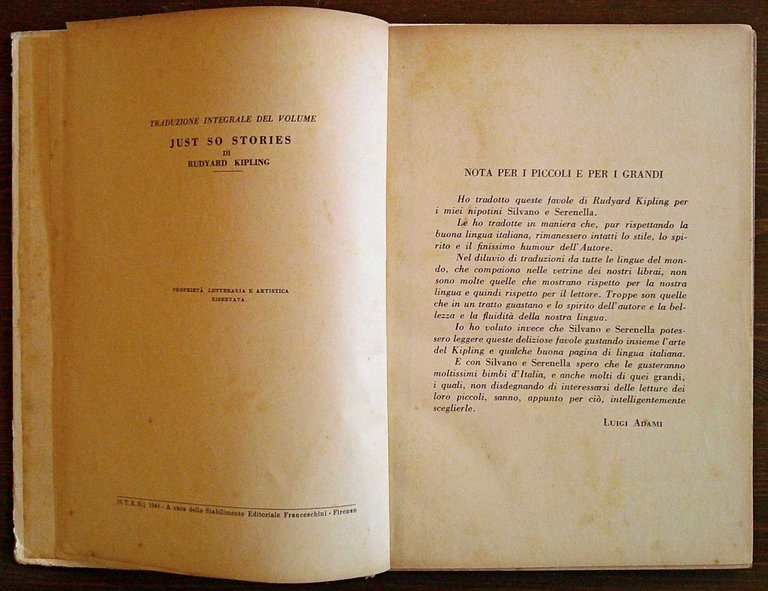 TRADUZIONE INTEGRALE DEL VOLUME
JUST SO STORIES
DI
RUDYARD KIPLING
PROPRIETÀ LETTERARIA E ARTISTICA
RISERVATA
(S.T.E.N.) 1948 - A cura dello Stabilimento Editoriale Franceschini - Firenze
NOTA PER I PICCOLI E PER I GRANDI
Ho tradotto queste favole di Rudyard Kipling per
i miei nipotini Silvano e Serenella.
Le ho tradotte in maniera che, pur rispettando la
buona lingua italiana, rimanessero intatti lo stile, lo spi-
rito e il finissimo humour dell'Autore.
Nel diluvio di traduzioni da tutte le lingue del mon-
do, che compaiono nelle vetrine dei nostri librai, non
sono molte quelle che mostrano rispetto per la nostra
lingua e quindi rispetto per il lettore. Troppe son quelle
che in un tratto guastano e lo spirito dell'autore e la bel-
lezza e la fluidità della nostra lingua.
Io ho voluto invece che Silvano e Serenella potes-
sero leggere queste deliziose favole gustando insieme l'arte
del Kipling e qualche buona pagina di lingua italiana.
E con Silvano e Serenella spero che le gusteranno
moltissimi bimbi d'Italia, e anche molti di quei grandi,
i quali, non disdegnando di interessarsi delle letture dei
loro piccoli, sanno, appunto per ciò, intelligentemente
sceglierle.
LUIGI ADAMI